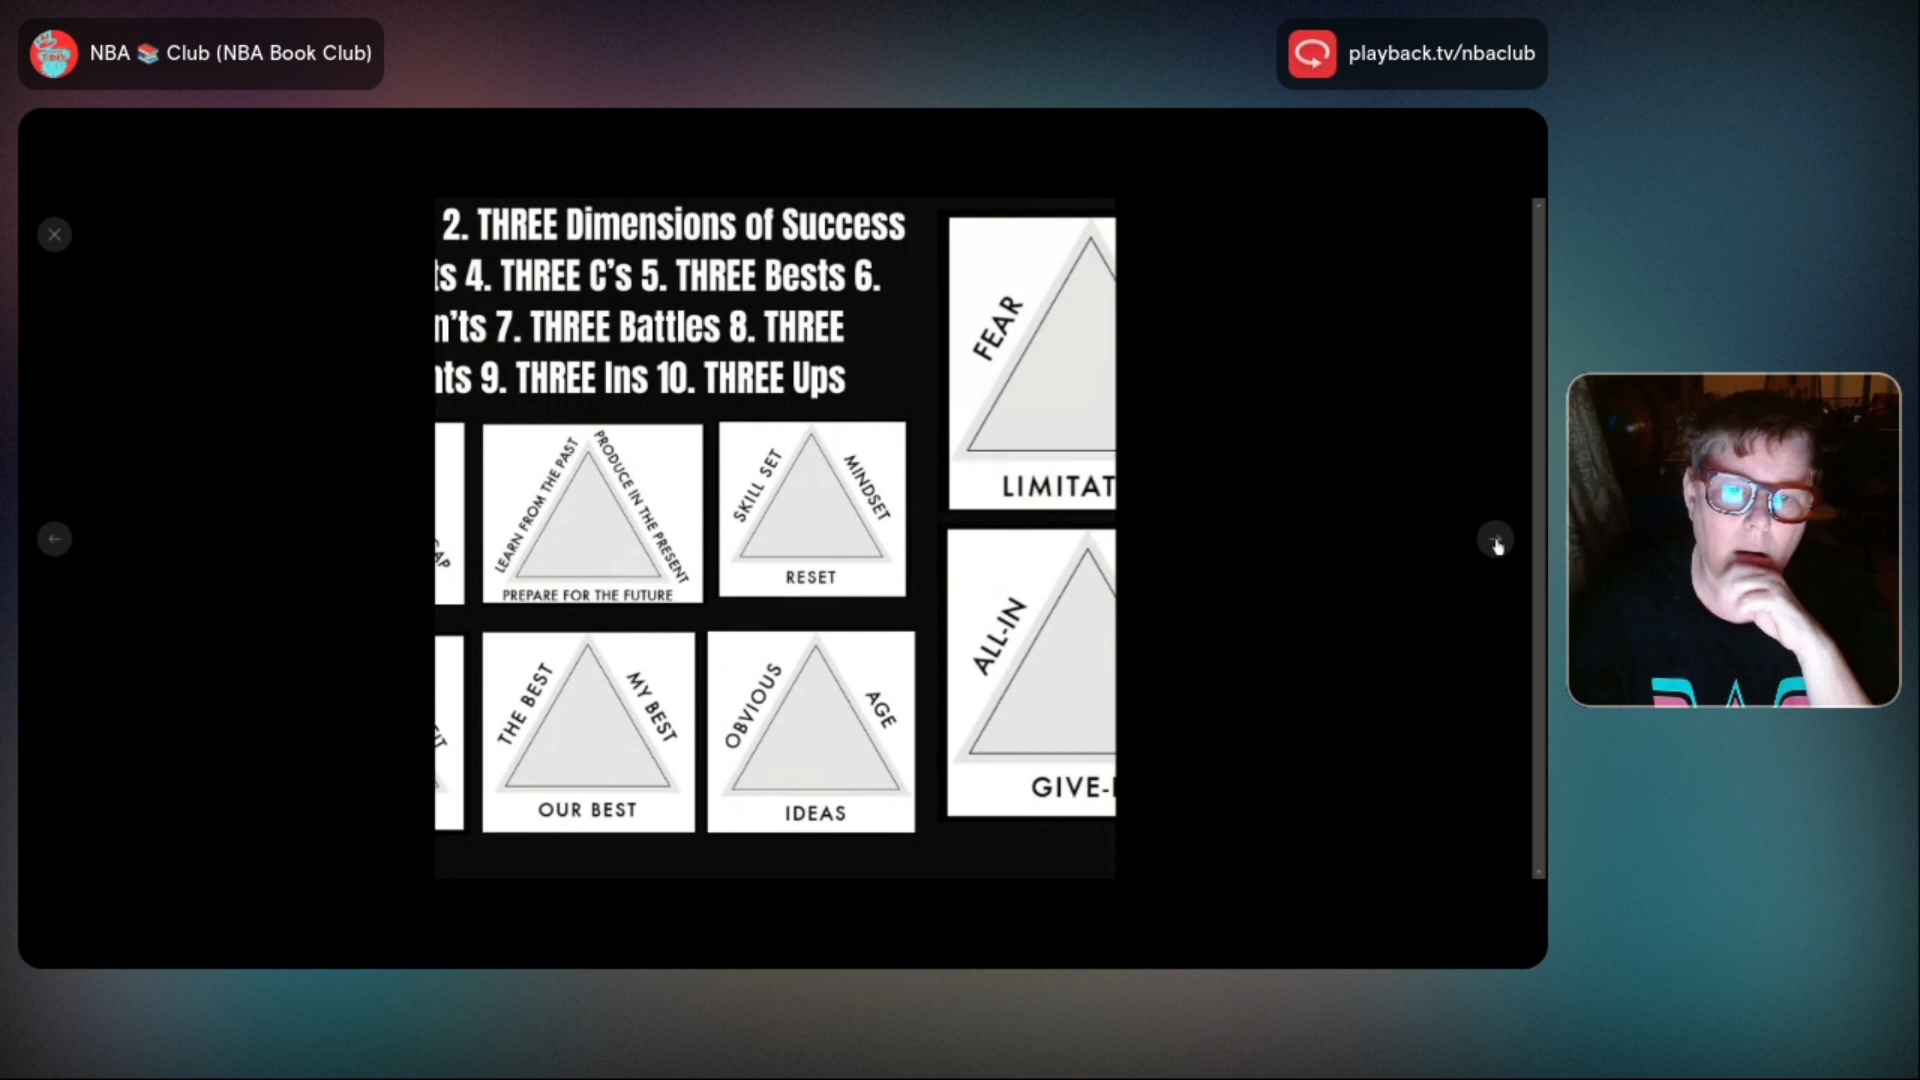 NBA 📚 Club (NBA Book Club)
playback.tv/nbaclub
2. THREE Dimensions of Success
4. THREE C's 5. THREE Bests 6.
7. THREE Battles 8. THREE
9. THREE Ins 10. THREE Ups
FEAR
LIMITAT
LEARN FROM THE PAST
PRODUCE IN THE PRESENT
PREPARE FOR THE FUTURE
SKILL SET
MINDSET
RESET
ALL-IN
GIVE-
THE BEST
MY BEST
OUR BEST
OBVIOUS
AGE
IDEAS